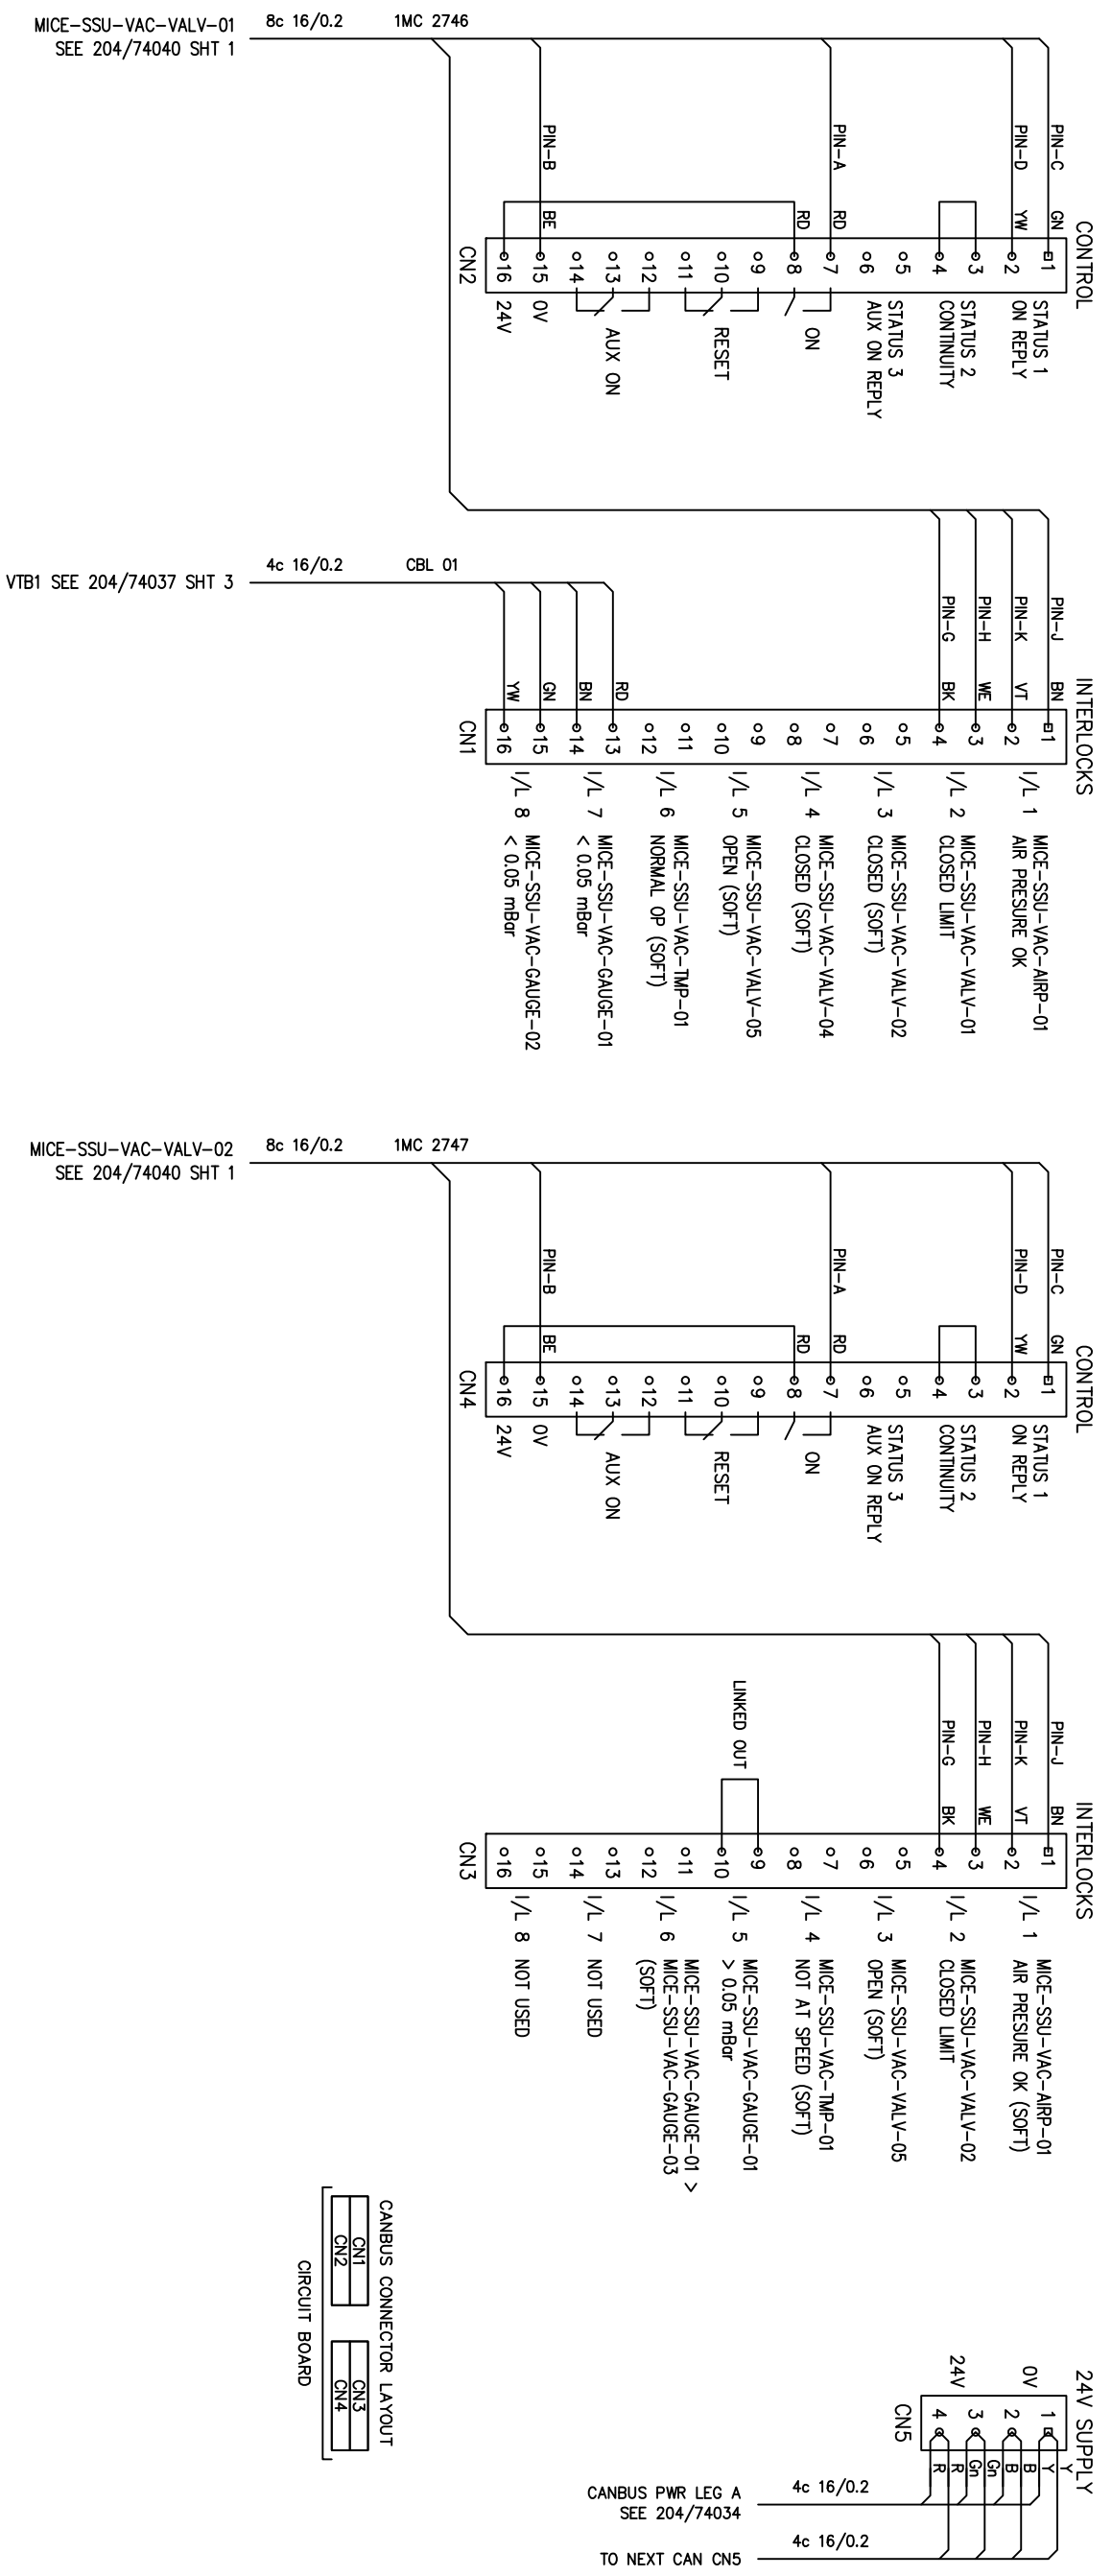 MICE-SSU-VAC-VALV-01
SEE 204/74040 SHT 1
8c 16/0.2
1MC 2746
PIN-C
PIN-D
PIN-A
PIN-B
GN
YW
RD
RD
BE
CONTROL
1
2
3
4
5
6
7
8
9
10
11
12
13
14
15
16
CN2
STATUS 1
ON REPLY
STATUS 2
CONTINUITY
STATUS 3
AUX ON REPLY
ON
RESET
AUX ON
0V
24V
VTB1 SEE 204/74037 SHT 3
4c 16/0.2
CBL 01
PIN-J
PIN-K
PIN-H
PIN-G
BN
VT
WE
BK
RD
BN
GN
YW
INTERLOCKS
1
2
3
4
5
6
7
8
9
10
11
12
13
14
15
16
CN1
I/L 1 MICE-SSU-VAC-AIRP-01
AIR PRESURE OK
I/L 2 MICE-SSU-VAC-VALV-01
CLOSED LIMIT
I/L 3 MICE-SSU-VAC-VALV-02
CLOSED (SOFT)
I/L 4 MICE-SSU-VAC-VALV-04
CLOSED (SOFT)
I/L 5 MICE-SSU-VAC-VALV-05
OPEN (SOFT)
I/L 6 MICE-SSU-VAC-TMP-01
NORMAL OP (SOFT)
I/L 7 MICE-SSU-VAC-GAUGE-01
< 0.05 mBar
I/L 8 MICE-SSU-VAC-GAUGE-02
< 0.05 mBar
MICE-SSU-VAC-VALV-02
SEE 204/74040 SHT 1
8c 16/0.2
1MC 2747
PIN-C
PIN-D
PIN-A
PIN-B
GN
YW
RD
RD
BE
CONTROL
1
2
3
4
5
6
7
8
9
10
11
12
13
14
15
16
CN4
STATUS 1
ON REPLY
STATUS 2
CONTINUITY
STATUS 3
AUX ON REPLY
ON
RESET
AUX ON
0V
24V
PIN-J
PIN-K
PIN-H
PIN-G
LINKED OUT
BN
VT
WE
BK
INTERLOCKS
1
2
3
4
5
6
7
8
9
10
11
12
13
14
15
16
CN3
I/L 1 MICE-SSU-VAC-AIRP-01
AIR PRESURE OK (SOFT)
I/L 2 MICE-SSU-VAC-VALV-02
CLOSED LIMIT
I/L 3 MICE-SSU-VAC-VALV-05
OPEN (SOFT)
I/L 4 MICE-SSU-VAC-TMP-01
NOT AT SPEED (SOFT)
I/L 5 MICE-SSU-VAC-GAUGE-01
> 0.05 mBar
I/L 6 MICE-SSU-VAC-GAUGE-01 >
MICE-SSU-VAC-GAUGE-03
(SOFT)
I/L 7 NOT USED
I/L 8 NOT USED
CANBUS CONNECTOR LAYOUT
CN1
CN2
CN3
CN4
CIRCUIT BOARD
24V SUPPLY
0V
24V
1
2
3
4
CN5
Y
Y
B
B
Gn
Gn
R
R
CANBUS PWR LEG A
SEE 204/74034
4c 16/0.2
TO NEXT CAN CN5
4c 16/0.2